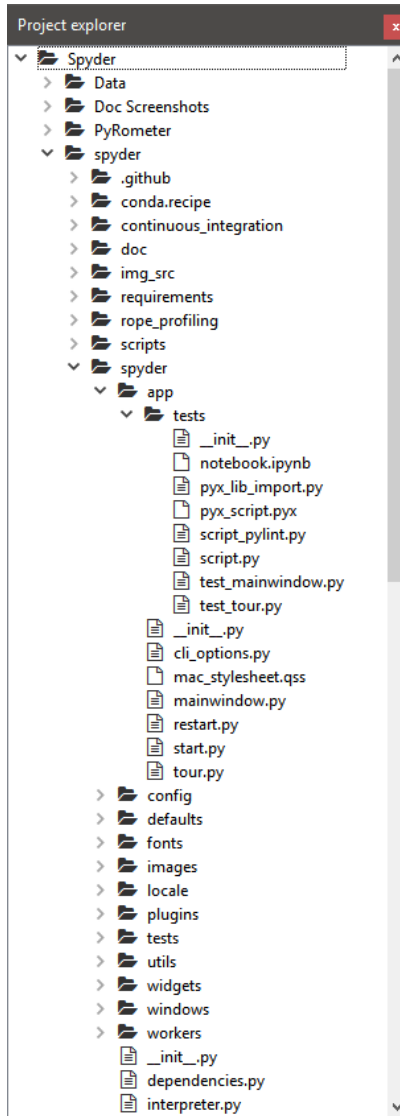 Project explorer
Spyder
Data
Doc Screenshots
PyRometer
spyder
.github
conda.recipe
continuous_integration
doc
img_src
requirements
rope_profiling
scripts
spyder
app
tests
__init__.py
notebook.ipynb
pyx_lib_import.py
pyx_script.pyx
script_pylint.py
script.py
test_mainwindow.py
test_tour.py
__init__.py
cli_options.py
mac_stylesheet.qss
mainwindow.py
restart.py
start.py
tour.py
config
defaults
fonts
images
locale
plugins
tests
utils
widgets
windows
workers
__init__.py
dependencies.py
interpreter.py